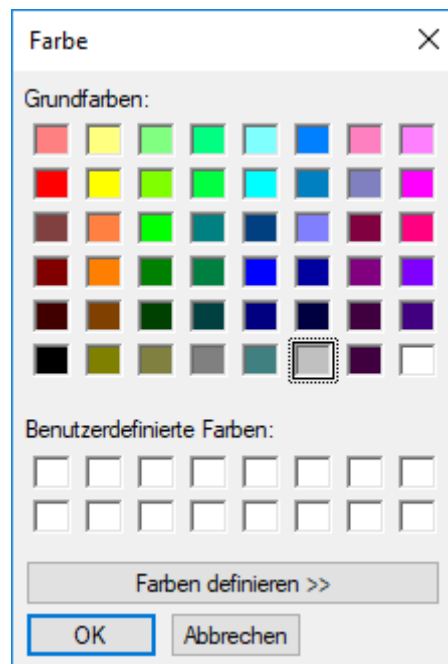 Farbe
Grundfarben:
Benutzerdefinierte Farben:
Farben definieren >>
OK Abbrechen